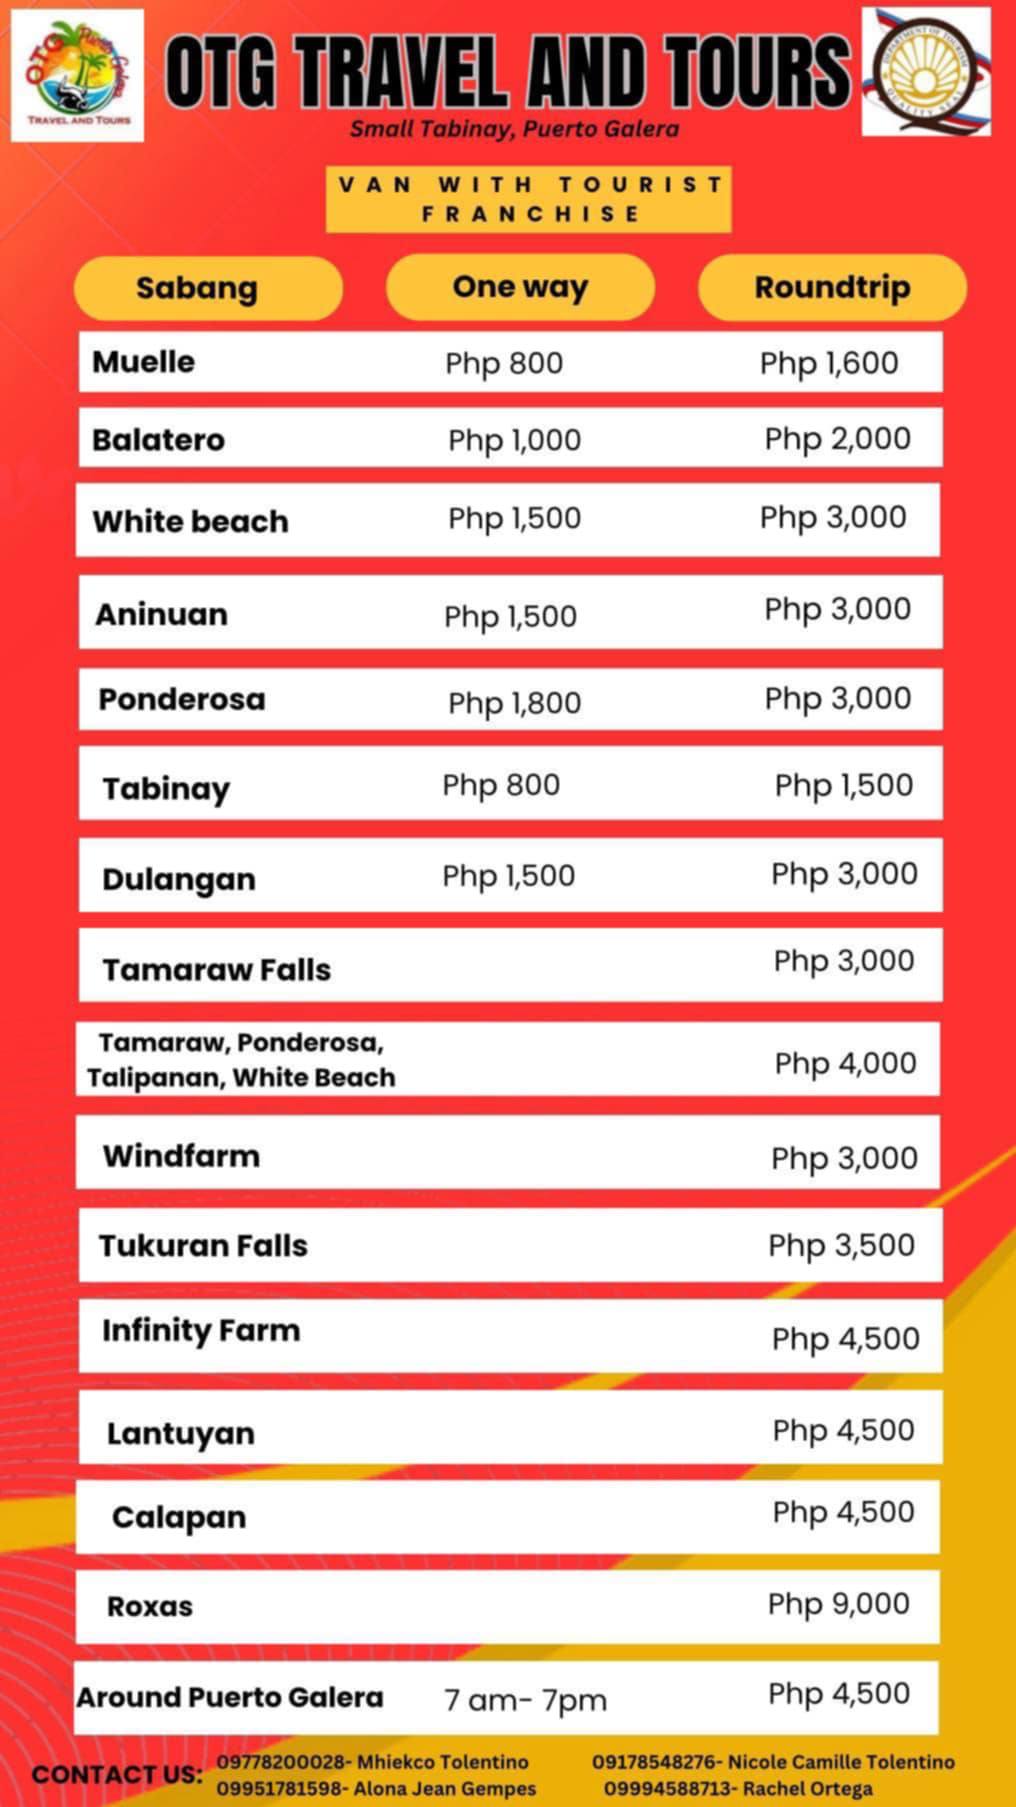 OTG Puerto Galera
TRAVEL AND TOURS
OTG TRAVEL AND TOURS
Small Tabinay, Puerto Galera
DEPARTMENT OF TOURISM
QUALITY SEAL
VAN WITH TOURIST
FRANCHISE
Sabang One way Roundtrip
Muelle Php 800 Php 1,600
Balatero Php 1,000 Php 2,000
White beach Php 1,500 Php 3,000
Aninuan Php 1,500 Php 3,000
Ponderosa Php 1,800 Php 3,000
Tabinay Php 800 Php 1,500
Dulangan Php 1,500 Php 3,000
Tamaraw Falls Php 3,000
Tamaraw, Ponderosa,
Talipanan, White Beach Php 4,000
Windfarm Php 3,000
Tukuran Falls Php 3,500
Infinity Farm Php 4,500
Lantuyan Php 4,500
Calapan Php 4,500
Roxas Php 9,000
Around Puerto Galera 7 am- 7pm Php 4,500
CONTACT US: 09778200028- Mhiekco Tolentino 09178548276- Nicole Camille Tolentino
09951781598- Alona Jean Gempes 09994588713- Rachel Ortega